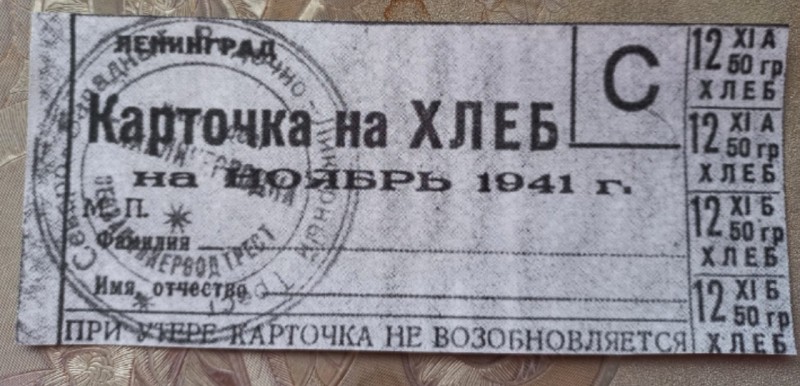 ЛЕНИНГРАД
С
Карточка на ХЛЕБ
на НОЯБРЬ 1941 г.
М. П.
Фамилия
Имя, отчество
ПРИ УТЕРЕ КАРТОЧКА НЕ ВОЗОБНОВЛЯЕТСЯ
12 XI А
50 гр
ХЛЕБ
12 XI А
50 гр
ХЛЕБ
12 XI Б
50 гр
ХЛЕБ
12 XI Б
50 гр
ХЛЕБ